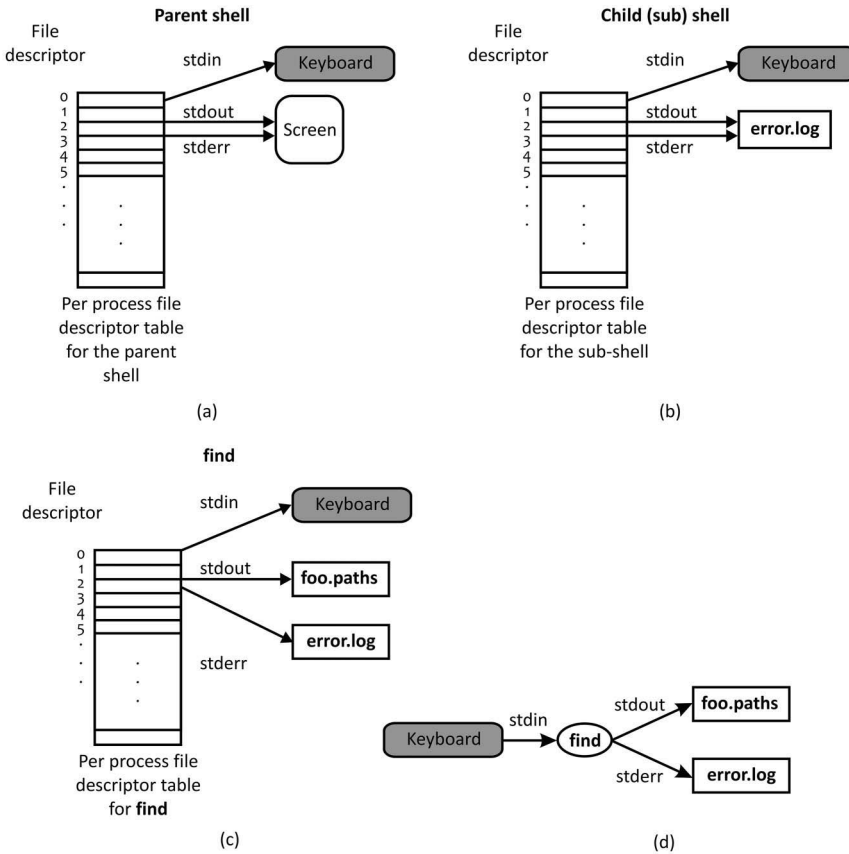 Parent shell
File
descriptor
stdin
Keyboard
0
1
2
3
4
5
.
.
.
stdout
Screen
stderr
.
.
.
Per process file
descriptor table
for the parent
shell
(a)
Child (sub) shell
File
descriptor
stdin
Keyboard
0
1
2
3
4
5
.
.
.
stdout
error.log
stderr
.
.
.
Per process file
descriptor table
for the sub-shell
(b)
find
File
descriptor
stdin
Keyboard
0
1
2
3
4
5
.
.
.
stdout
foo.paths
error.log
stderr
.
.
.
Per process file
descriptor table
for find
(c)
Keyboard
stdin
find
stdout
foo.paths
stderr
error.log
(d)